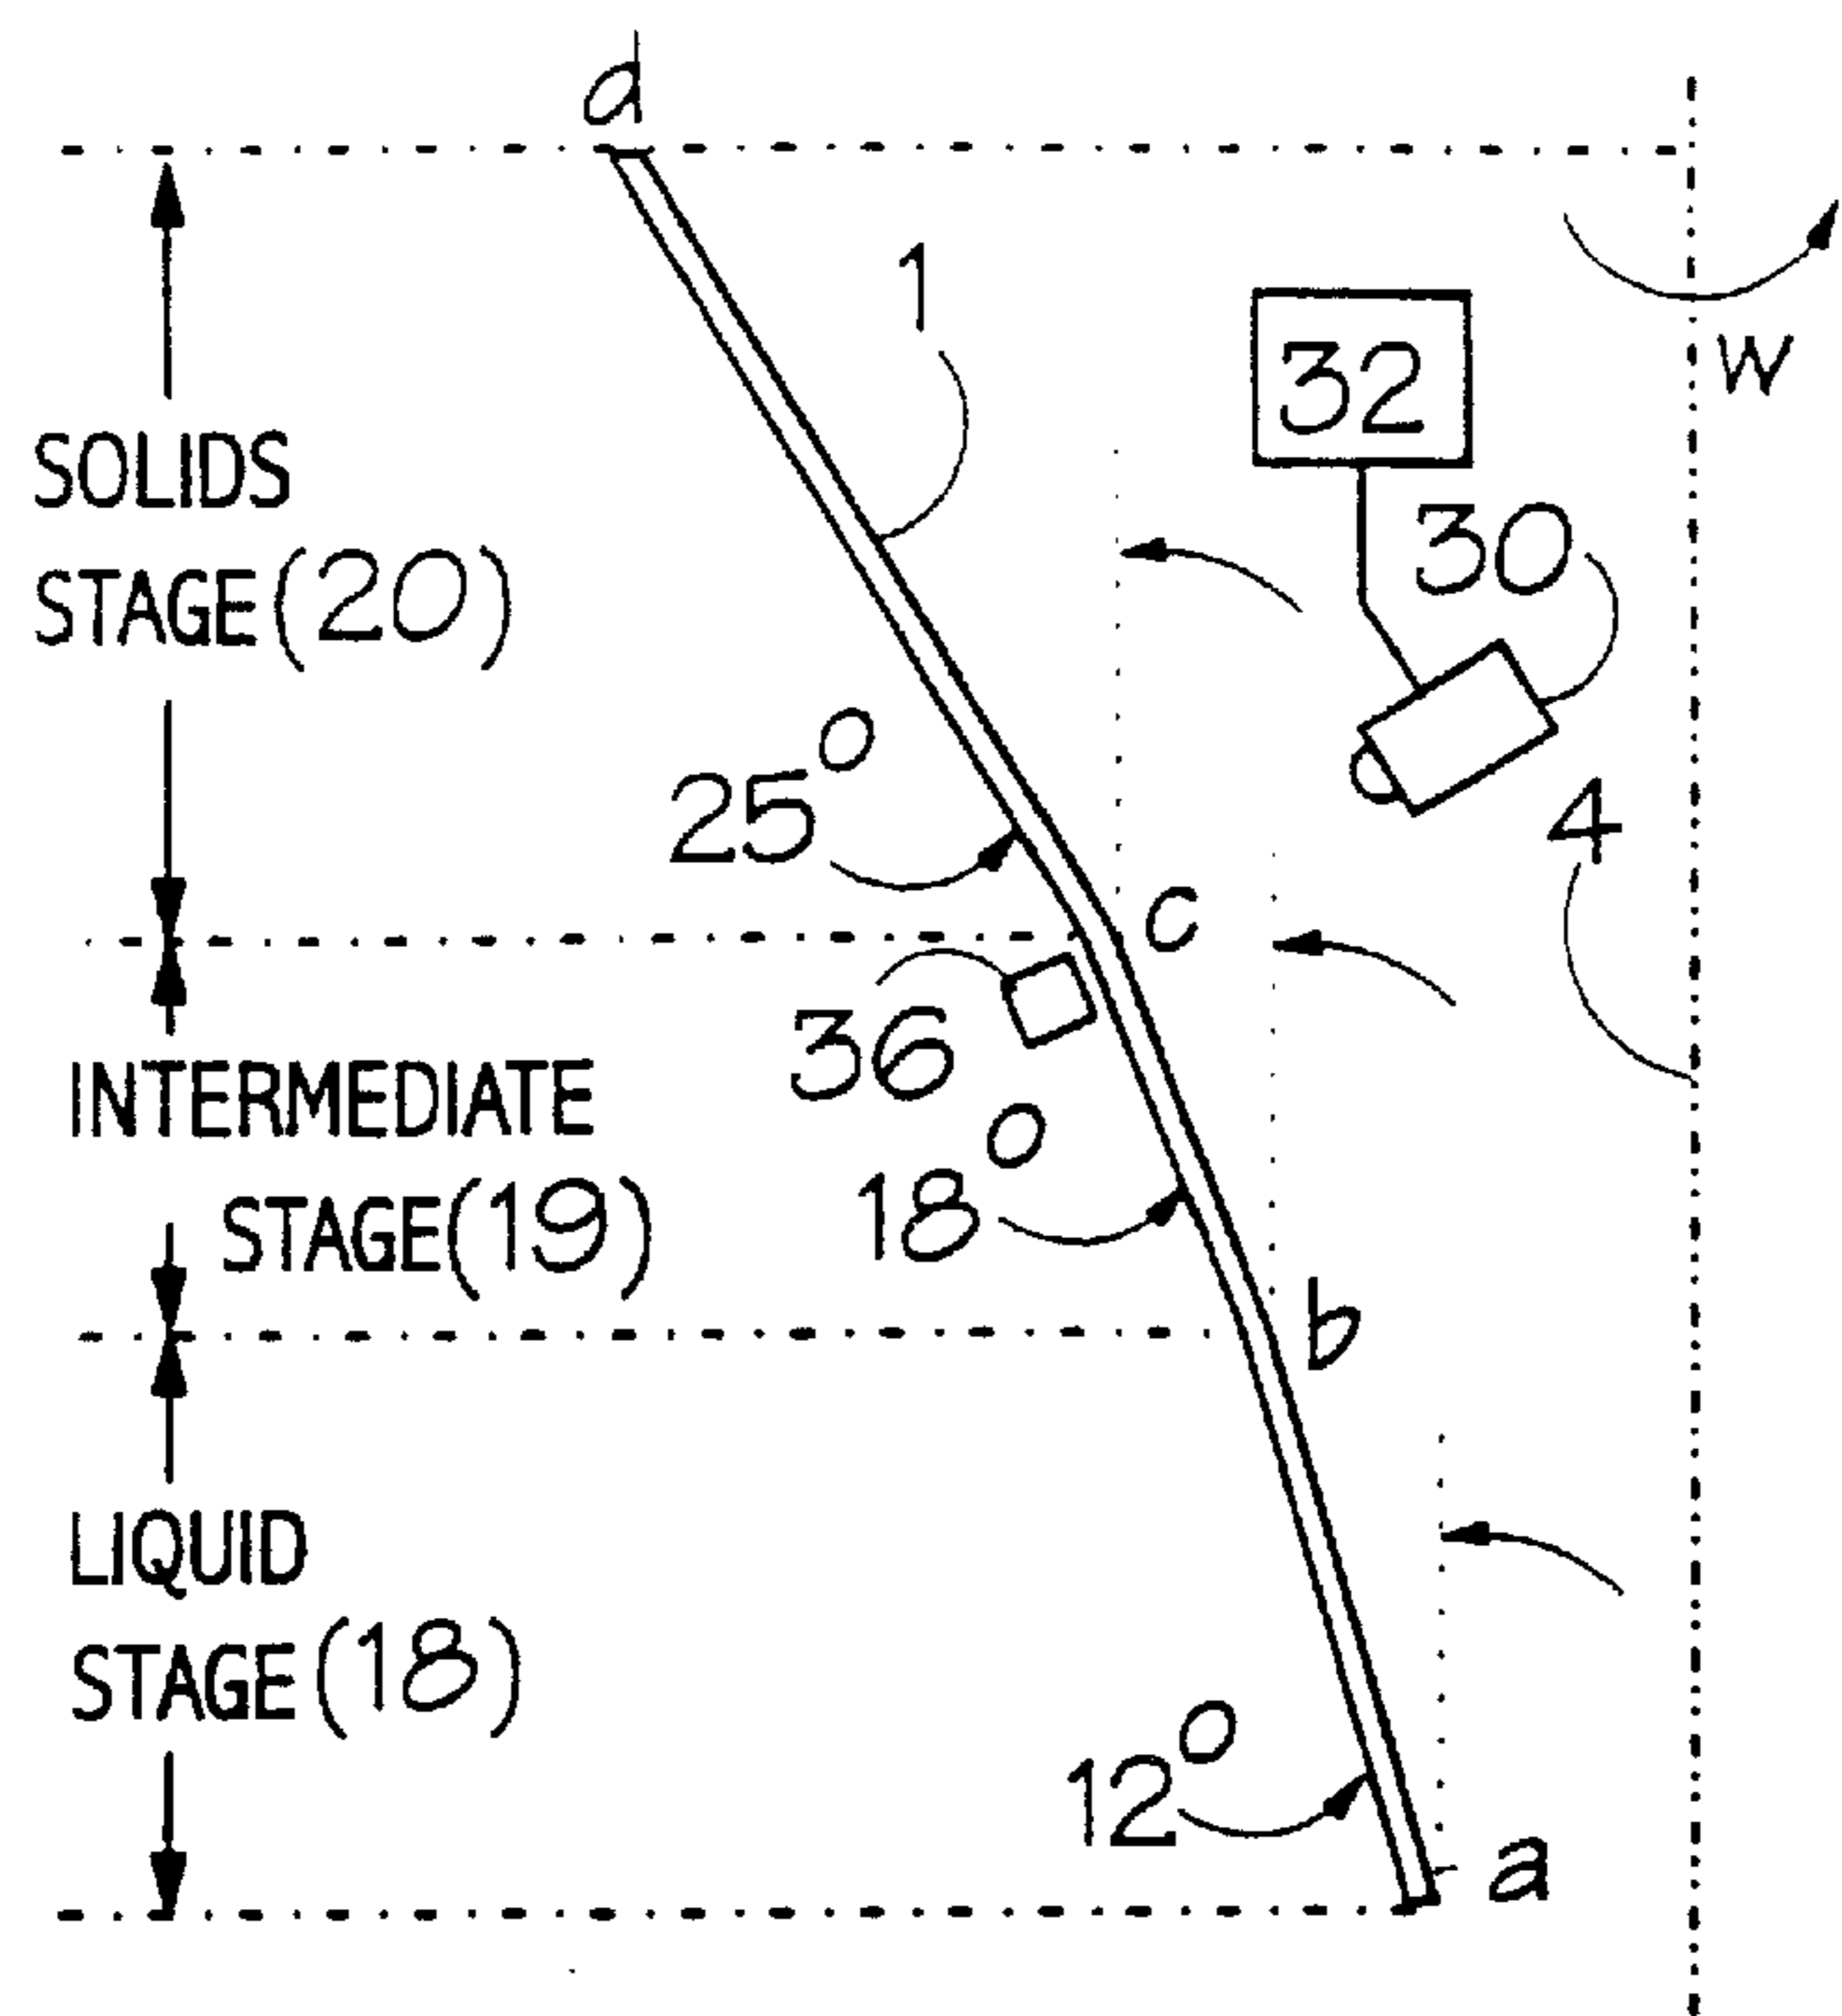 d
1
32
W
SOLIDS
STAGE(20)
30
25°
4
c
36
INTERMEDIATE
STAGE(19)
18°
b
LIQUID
STAGE(18)
12°
a